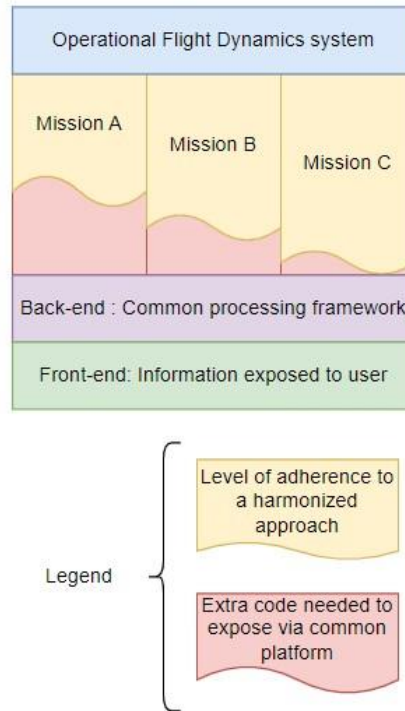 Operational Flight Dynamics system
Mission A
Mission B
Mission C
Back-end : Common processing framework
Front-end: Information exposed to user
Legend
Level of adherence to
a harmonized
approach
Extra code needed to
expose via common
platform